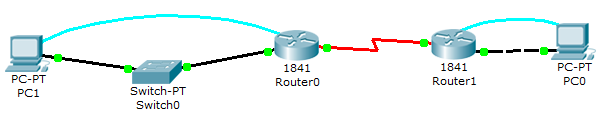 PC-PT
PC1
Switch-PT
Switch0
1841
Router0
1841
Router1
PC-PT
PC0